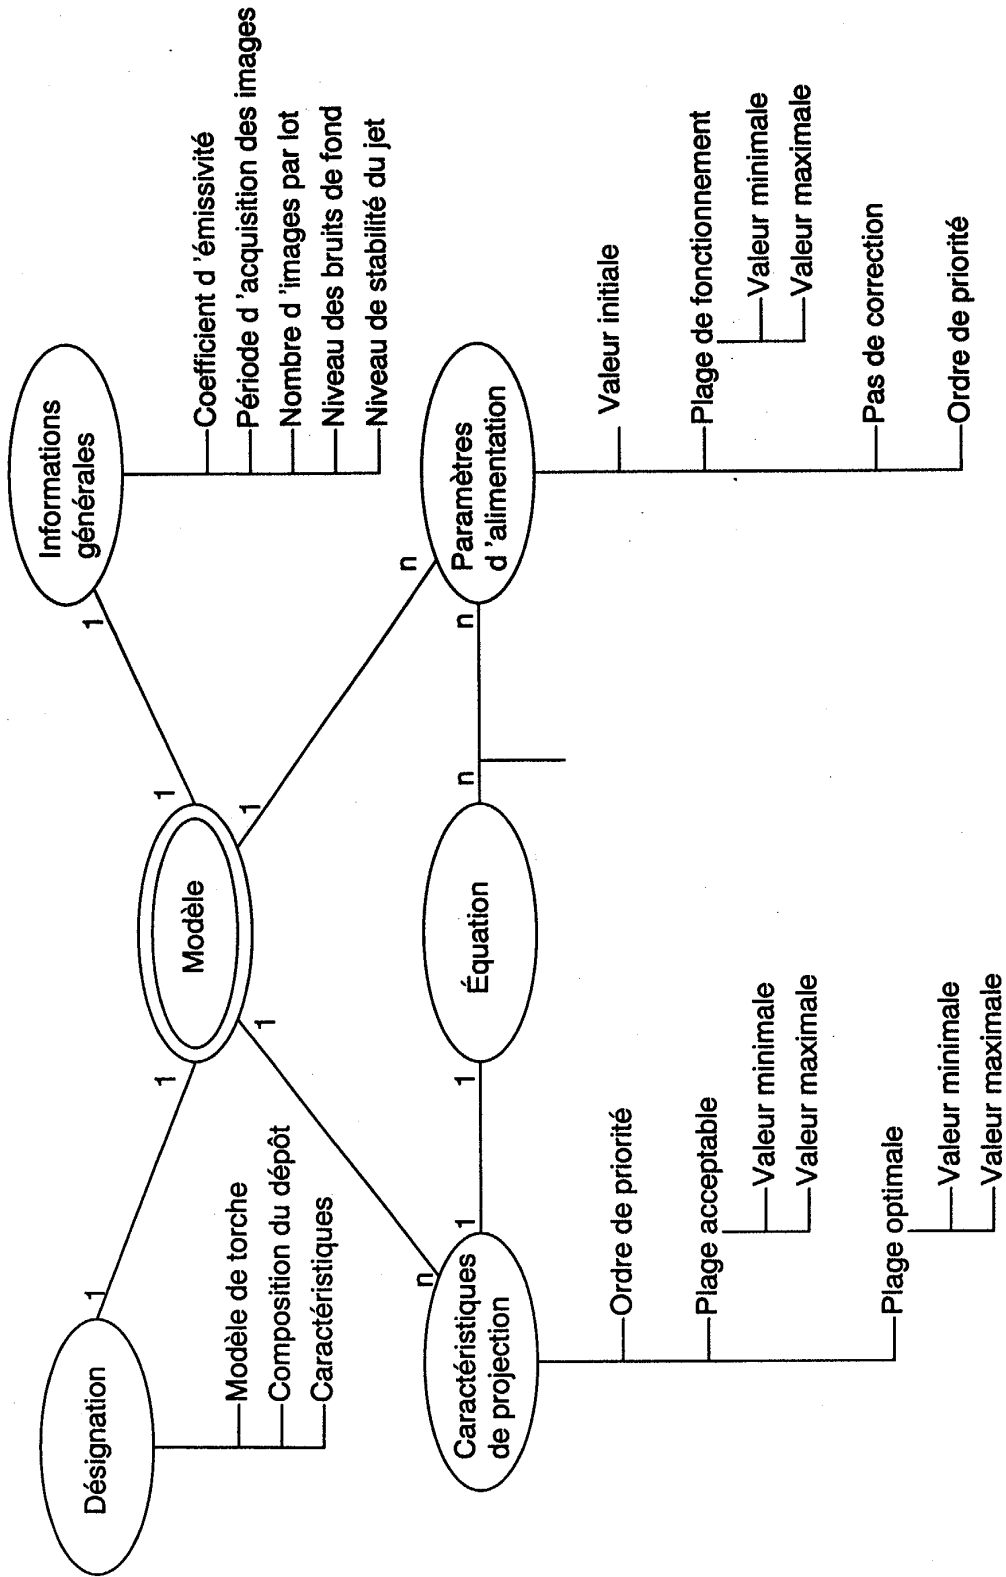 Désignation
1
Modèle de torche
Composition du dépôt
Caractéristiques
1
Modèle
1
1
1
Informations
générales
1
Coefficient d 'émissivité
Période d 'acquisition des images
Nombre d 'images par lot
Niveau des bruits de fond
Niveau de stabilité du jet
n
Caractéristiques
de projection
1
Ordre de priorité
Plage acceptable
Valeur minimale
Valeur maximale
Plage optimale
Valeur minimale
Valeur maximale
1
Équation
n
n
n
Paramètres
d 'alimentation
Valeur initiale
Plage de fonctionnement
Valeur minimale
Valeur maximale
Pas de correction
Ordre de priorité